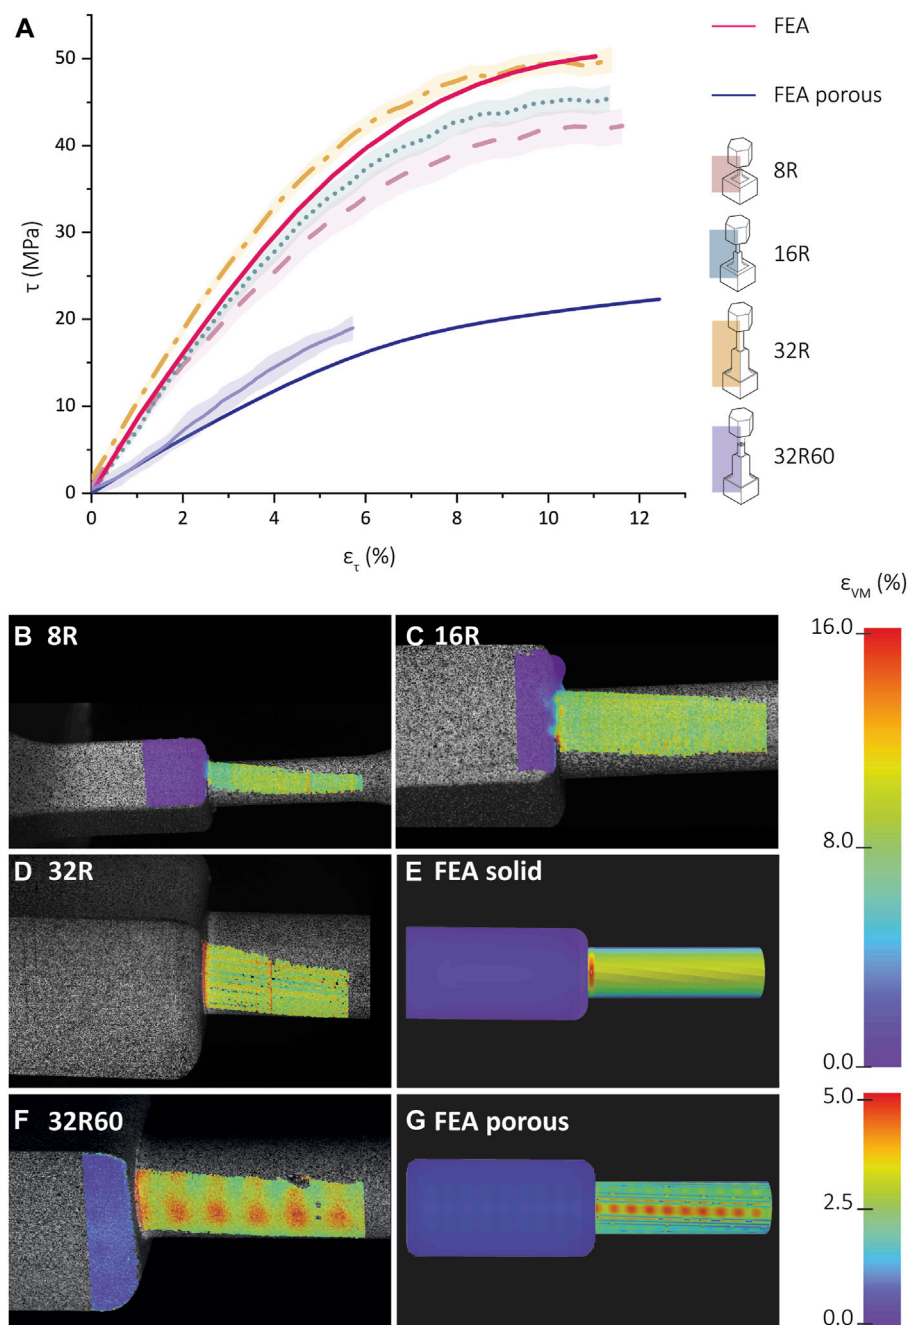 A
FEA
FEA porous
8R
16R
32R
32R60
50
40
30
20
10
0
τ (MPa)
0 2 4 6 8 10 12
ε_τ (%)
ε_VM (%)
B 8R
C 16R
16.0
8.0
0.0
D 32R
E FEA solid
F 32R60
G FEA porous
5.0
2.5
0.0